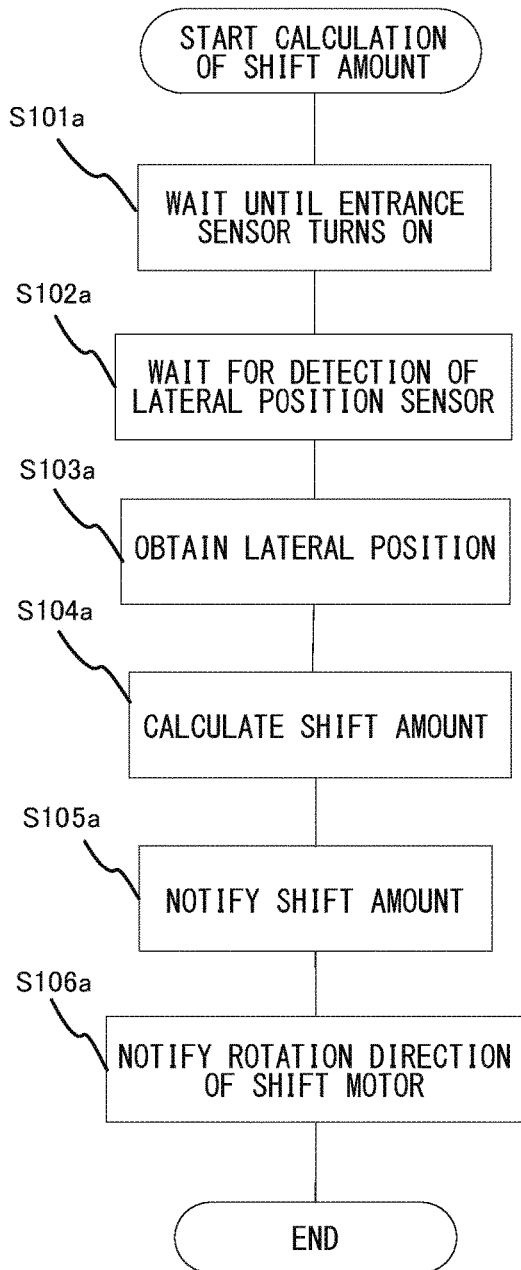 START CALCULATION
OF SHIFT AMOUNT
S101a
WAIT UNTIL ENTRANCE
SENSOR TURNS ON
S102a
WAIT FOR DETECTION OF
LATERAL POSITION SENSOR
S103a
OBTAIN LATERAL POSITION
S104a
CALCULATE SHIFT AMOUNT
S105a
NOTIFY SHIFT AMOUNT
S106a
NOTIFY ROTATION DIRECTION
OF SHIFT MOTOR
END